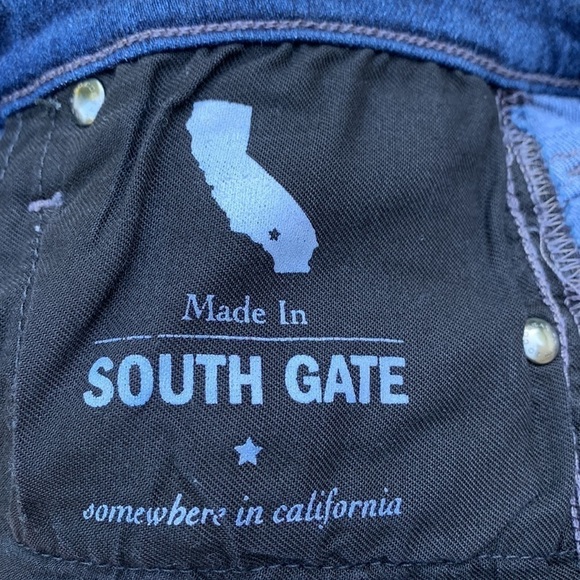 Made In
SOUTH GATE
somewhere in california